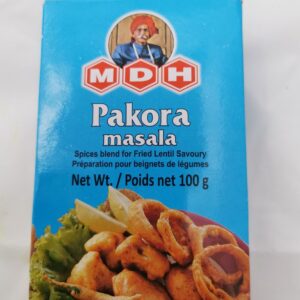 MDH
Pakora
masala
Spices blend for Fried Lentil Savoury
Préparation pour beignets de légumes
Net Wt. / Poids net 100 g